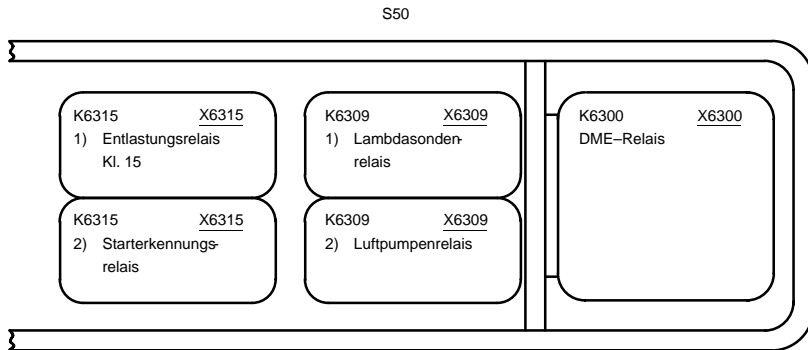 S50
K6315 X6315
1) Entlastungsrelais
Kl. 15
K6315 X6315
2) Starterkennungs-
relais
K6309 X6309
1) Lambdasonden-
relais
K6309 X6309
2) Luftpumpenrelais
K6300 X6300
DME–Relais